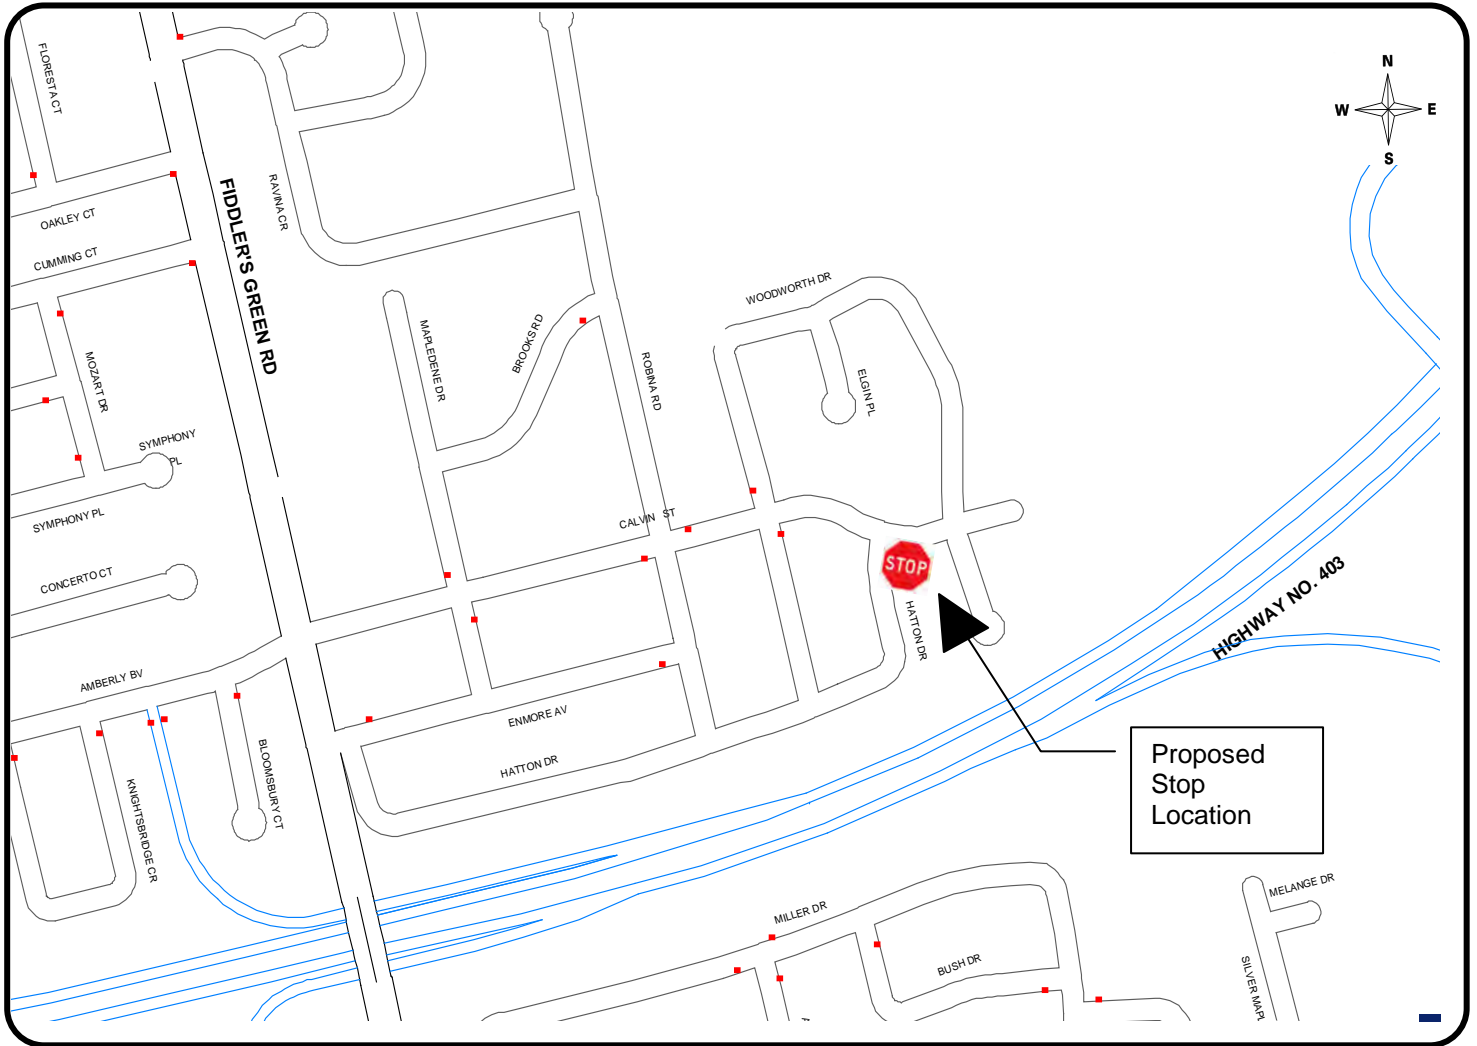 N
W E
S
FLORESTA CT
OAKLEY CT
CUMMING CT
FIDDLER'S GREEN RD
RAVINA CR
MOZART DR
SYMPHONY
PL
SYMPHONY PL
CONCERTO CT
MAPLEDENE DR
BROOKS RD
ROBINA RD
WOODWORTH DR
ELGIN PL
CALVIN ST
STOP
HATTON DR
HIGHWAY NO. 403
AMBERLY BV
KNIGHTSBRIDGE CR
BLOOMSBURY CT
ENMORE AV
HATTON DR
Proposed
Stop
Location
MILLER DR
BUSH DR
MELANGE DR
SILVER MAPL